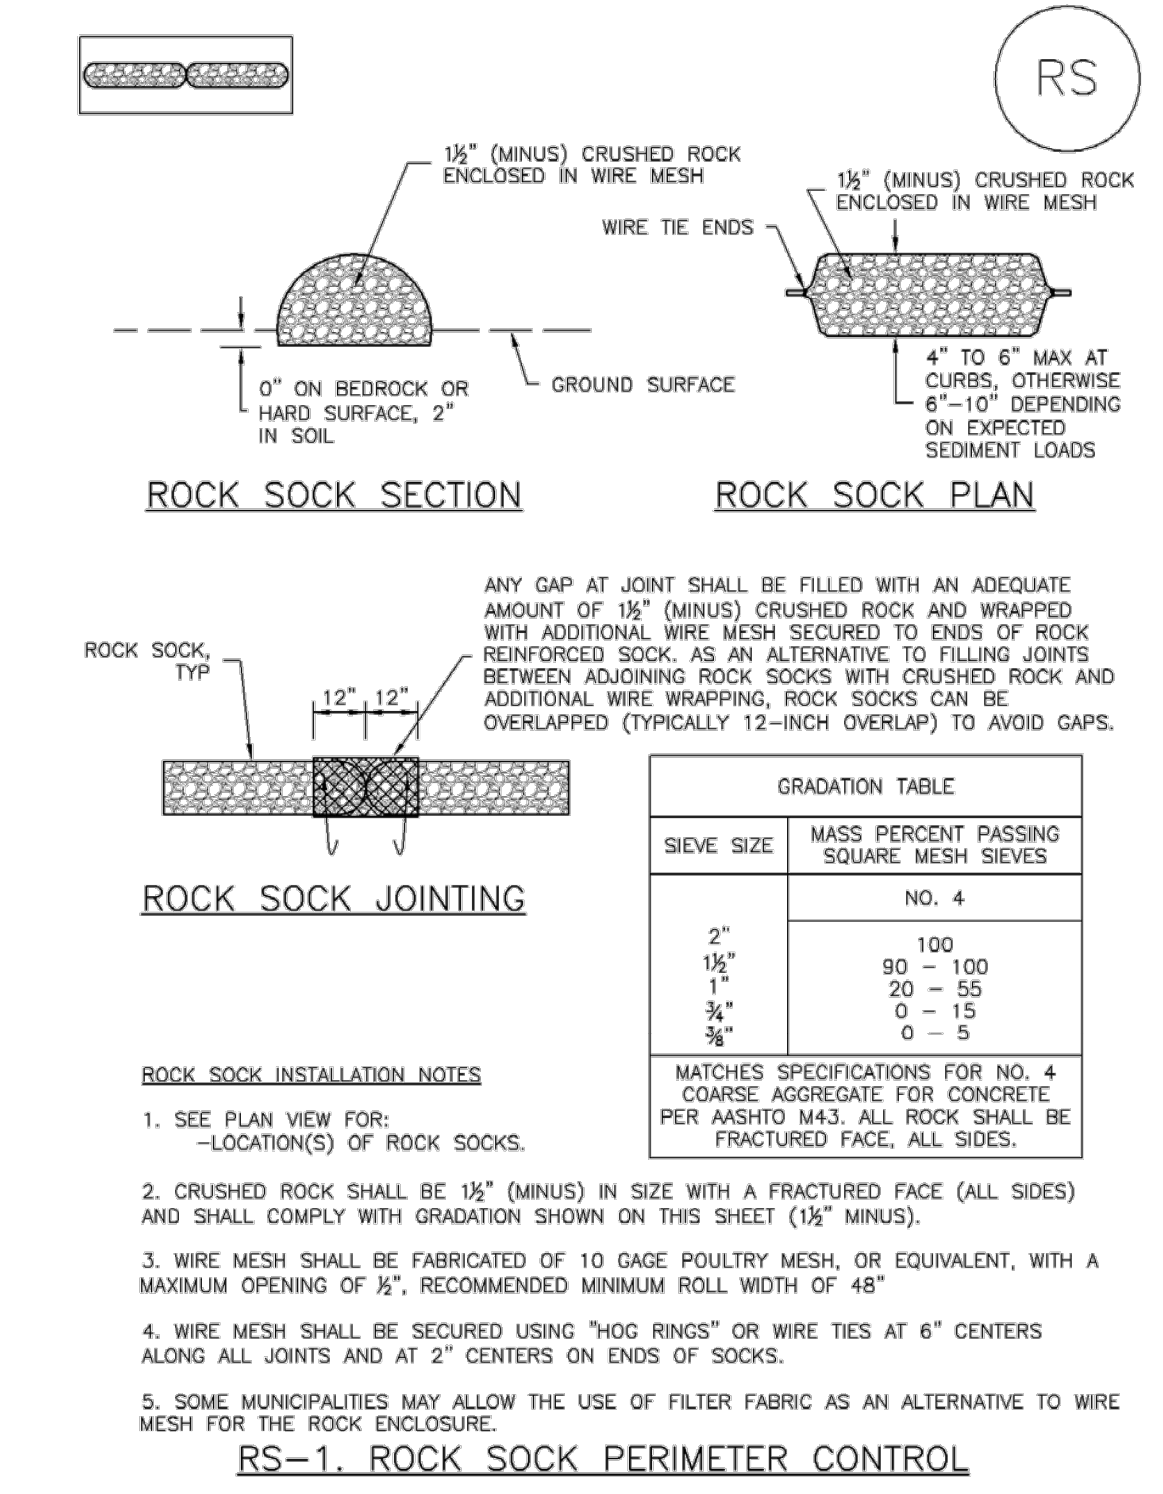 RS
1½" (MINUS) CRUSHED ROCK
ENCLOSED IN WIRE MESH
1½" (MINUS) CRUSHED ROCK
ENCLOSED IN WIRE MESH
WIRE TIE ENDS
0" ON BEDROCK OR
HARD SURFACE, 2"
IN SOIL
GROUND SURFACE
4" TO 6" MAX AT
CURBS, OTHERWISE
6"-10" DEPENDING
ON EXPECTED
SEDIMENT LOADS
ROCK SOCK SECTION
ROCK SOCK PLAN
ANY GAP AT JOINT SHALL BE FILLED WITH AN ADEQUATE
AMOUNT OF 1½" (MINUS) CRUSHED ROCK AND WRAPPED
WITH ADDITIONAL WIRE MESH SECURED TO ENDS OF ROCK
REINFORCED SOCK. AS AN ALTERNATIVE TO FILLING JOINTS
BETWEEN ADJOINING ROCK SOCKS WITH CRUSHED ROCK AND
ADDITIONAL WIRE WRAPPING, ROCK SOCKS CAN BE
OVERLAPPED (TYPICALLY 12-INCH OVERLAP) TO AVOID GAPS.
ROCK SOCK,
TYP
12" 12"
ROCK SOCK JOINTING
GRADATION TABLE
SIEVE SIZE
MASS PERCENT PASSING
SQUARE MESH SIEVES
NO. 4
2" 100
1½" 90 - 100
1" 20 - 55
¾" 0 - 15
⅜" 0 - 5
MATCHES SPECIFICATIONS FOR NO. 4
COARSE AGGREGATE FOR CONCRETE
PER AASHTO M43. ALL ROCK SHALL BE
FRACTURED FACE, ALL SIDES.
ROCK SOCK INSTALLATION NOTES
1. SEE PLAN VIEW FOR:
-LOCATION(S) OF ROCK SOCKS.
2. CRUSHED ROCK SHALL BE 1½" (MINUS) IN SIZE WITH A FRACTURED FACE (ALL SIDES)
AND SHALL COMPLY WITH GRADATION SHOWN ON THIS SHEET (1½" MINUS).
3. WIRE MESH SHALL BE FABRICATED OF 10 GAGE POULTRY MESH, OR EQUIVALENT, WITH A
MAXIMUM OPENING OF ½", RECOMMENDED MINIMUM ROLL WIDTH OF 48"
4. WIRE MESH SHALL BE SECURED USING "HOG RINGS" OR WIRE TIES AT 6" CENTERS
ALONG ALL JOINTS AND AT 2" CENTERS ON ENDS OF SOCKS.
5. SOME MUNICIPALITIES MAY ALLOW THE USE OF FILTER FABRIC AS AN ALTERNATIVE TO WIRE
MESH FOR THE ROCK ENCLOSURE.
RS-1. ROCK SOCK PERIMETER CONTROL